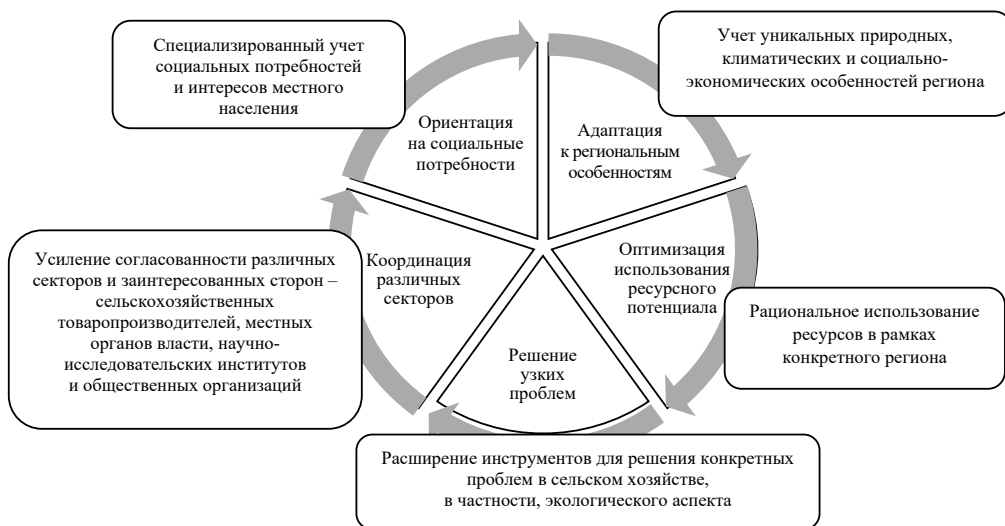 Специализированный учет
социальных потребностей
и интересов местного
населения
Учет уникальных природных,
климатических и социально-
экономических особенностей региона
Ориентация
на социальные
потребности
Адаптация
к региональным
особенностям
Усиление согласованности различных
секторов и заинтересованных сторон –
сельскохозяйственных
товаропроизводителей, местных
органов власти, научно-
исследовательских институтов
и общественных организаций
Координация
различных
секторов
Оптимизация
использования
ресурсного
потенциала
Рациональное использование
ресурсов в рамках
конкретного региона
Решение
узких
проблем
Расширение инструментов для решения конкретных
проблем в сельском хозяйстве,
в частности, экологического аспекта